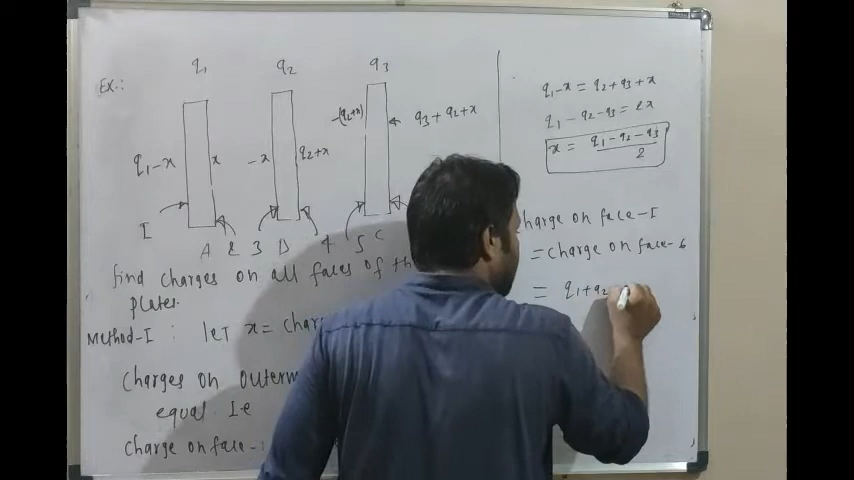 Ex.:
q1 q2 q3
q1-x x -x q2+x -(q2+x) q3+q2+x
I A 2 3 B 4 5 C
find charges on all faces of th
plates.
Method-I : let x = char
Charges on outerm
equal. I.e
charge on face-
q1-x = q2+q3+x
q1-q2-q3 = 2x
x = q1-q2-q3
2
harge on face-I
= charge on face-6
= q1+q2